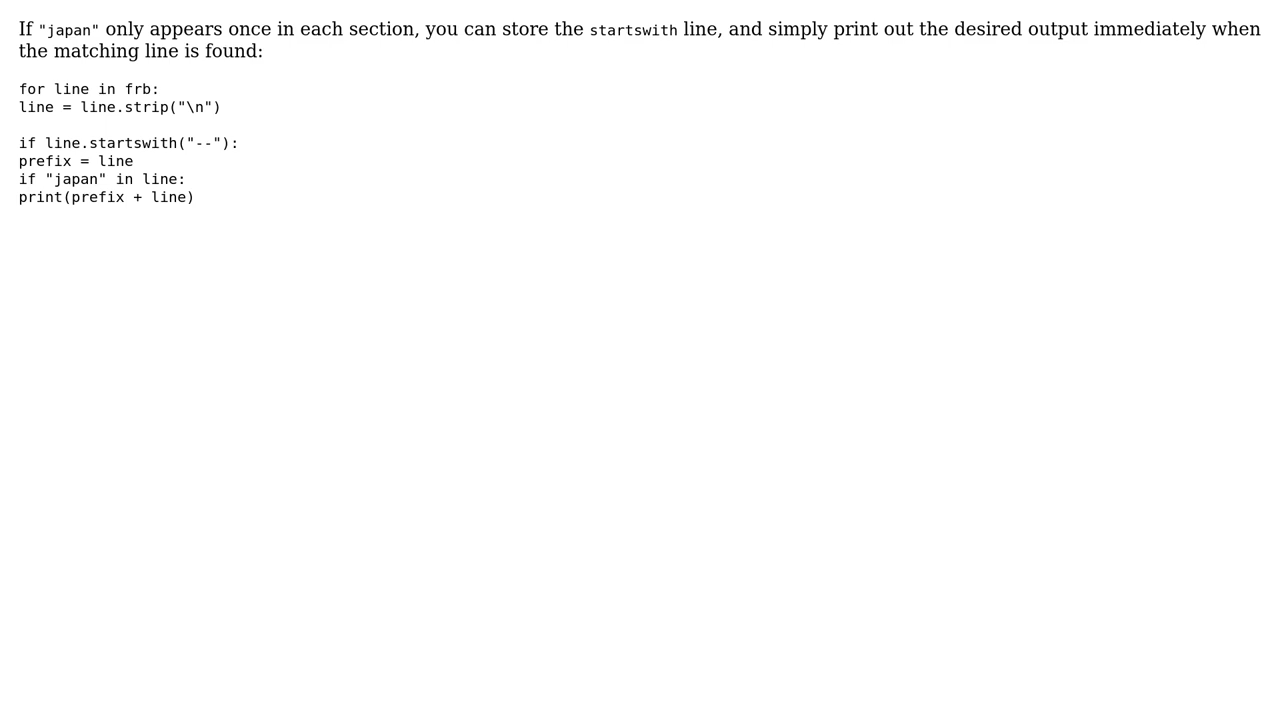 If "japan" only appears once in each section, you can store the startswith line, and simply print out the desired output immediately when
the matching line is found:
for line in frb:
line = line.strip("\n")
if line.startswith("--"):
prefix = line
if "japan" in line:
print(prefix + line)